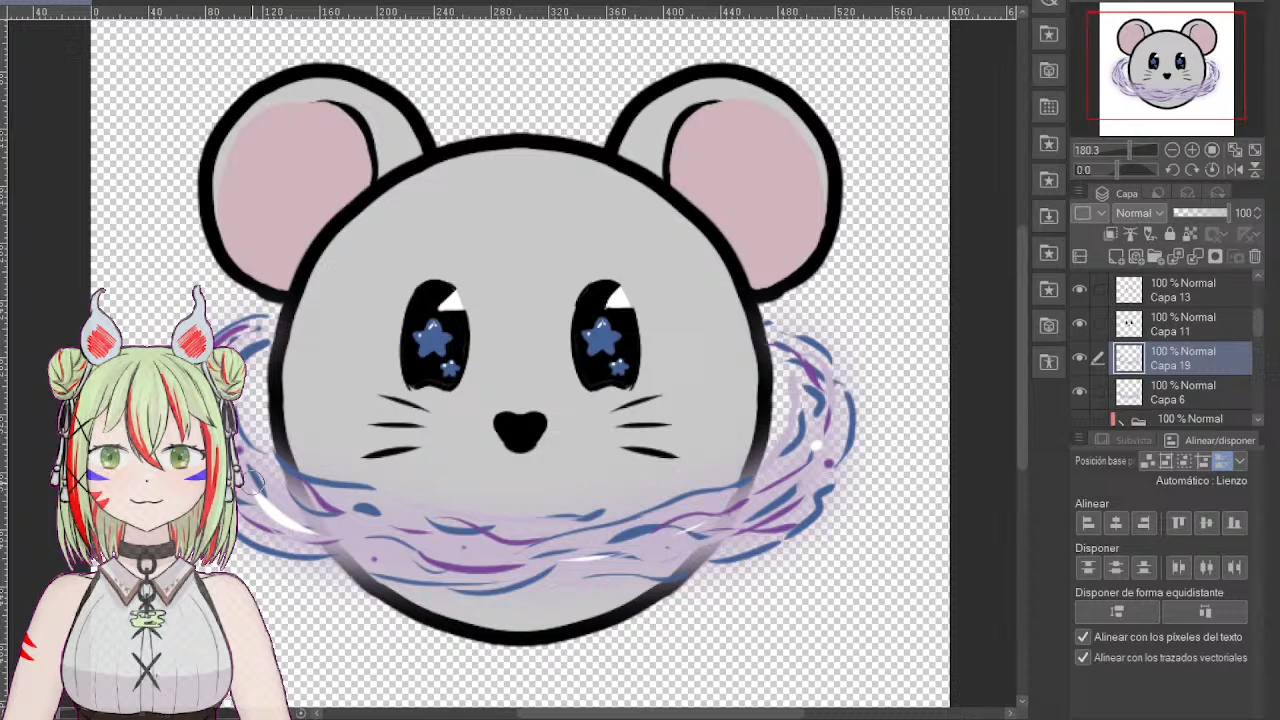 40 0 40 80 120 160 200 240 280 320 360 400 440 480 520 560 600
180.3
0.0
Capa
Normal 100
100 % Normal
Capa 13
100 % Normal
Capa 11
100 % Normal
Capa 19
100 % Normal
Capa 6
100 % Normal
Subvista Alinear/disponer
Posición base
Automático : Lienzo
Alinear
Disponer
Disponer de forma equidistante
Alinear con los píxeles del texto
Alinear con los trazados vectoriales